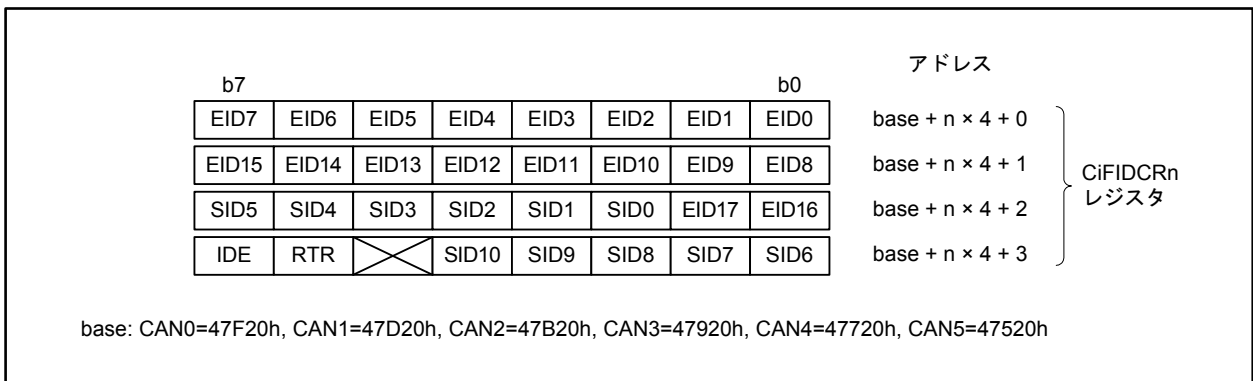 アドレス
b7 b0
EID7 EID6 EID5 EID4 EID3 EID2 EID1 EID0 base + n × 4 + 0
EID15 EID14 EID13 EID12 EID11 EID10 EID9 EID8 base + n × 4 + 1
CiFIDCRn
レジスタ
SID5 SID4 SID3 SID2 SID1 SID0 EID17 EID16 base + n × 4 + 2
IDE RTR SID10 SID9 SID8 SID7 SID6 base + n × 4 + 3
base: CAN0=47F20h, CAN1=47D20h, CAN2=47B20h, CAN3=47920h, CAN4=47720h, CAN5=47520h